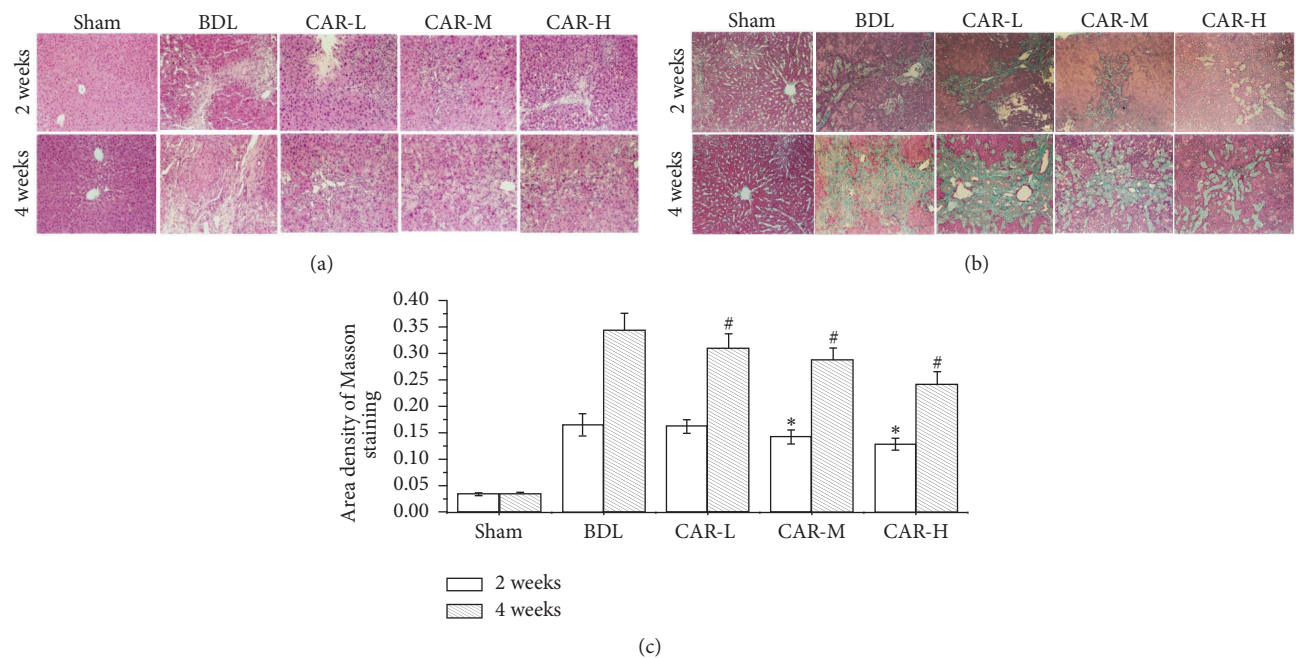 Sham BDL CAR-L CAR-M CAR-H
2 weeks
4 weeks
(a)
Sham BDL CAR-L CAR-M CAR-H
2 weeks
4 weeks
(b)
Area density of Masson
staining
0.40
0.35
0.30
0.25
0.20
0.15
0.10
0.05
0.00
#
#
#
*
*
Sham BDL CAR-L CAR-M CAR-H
2 weeks
4 weeks
(c)